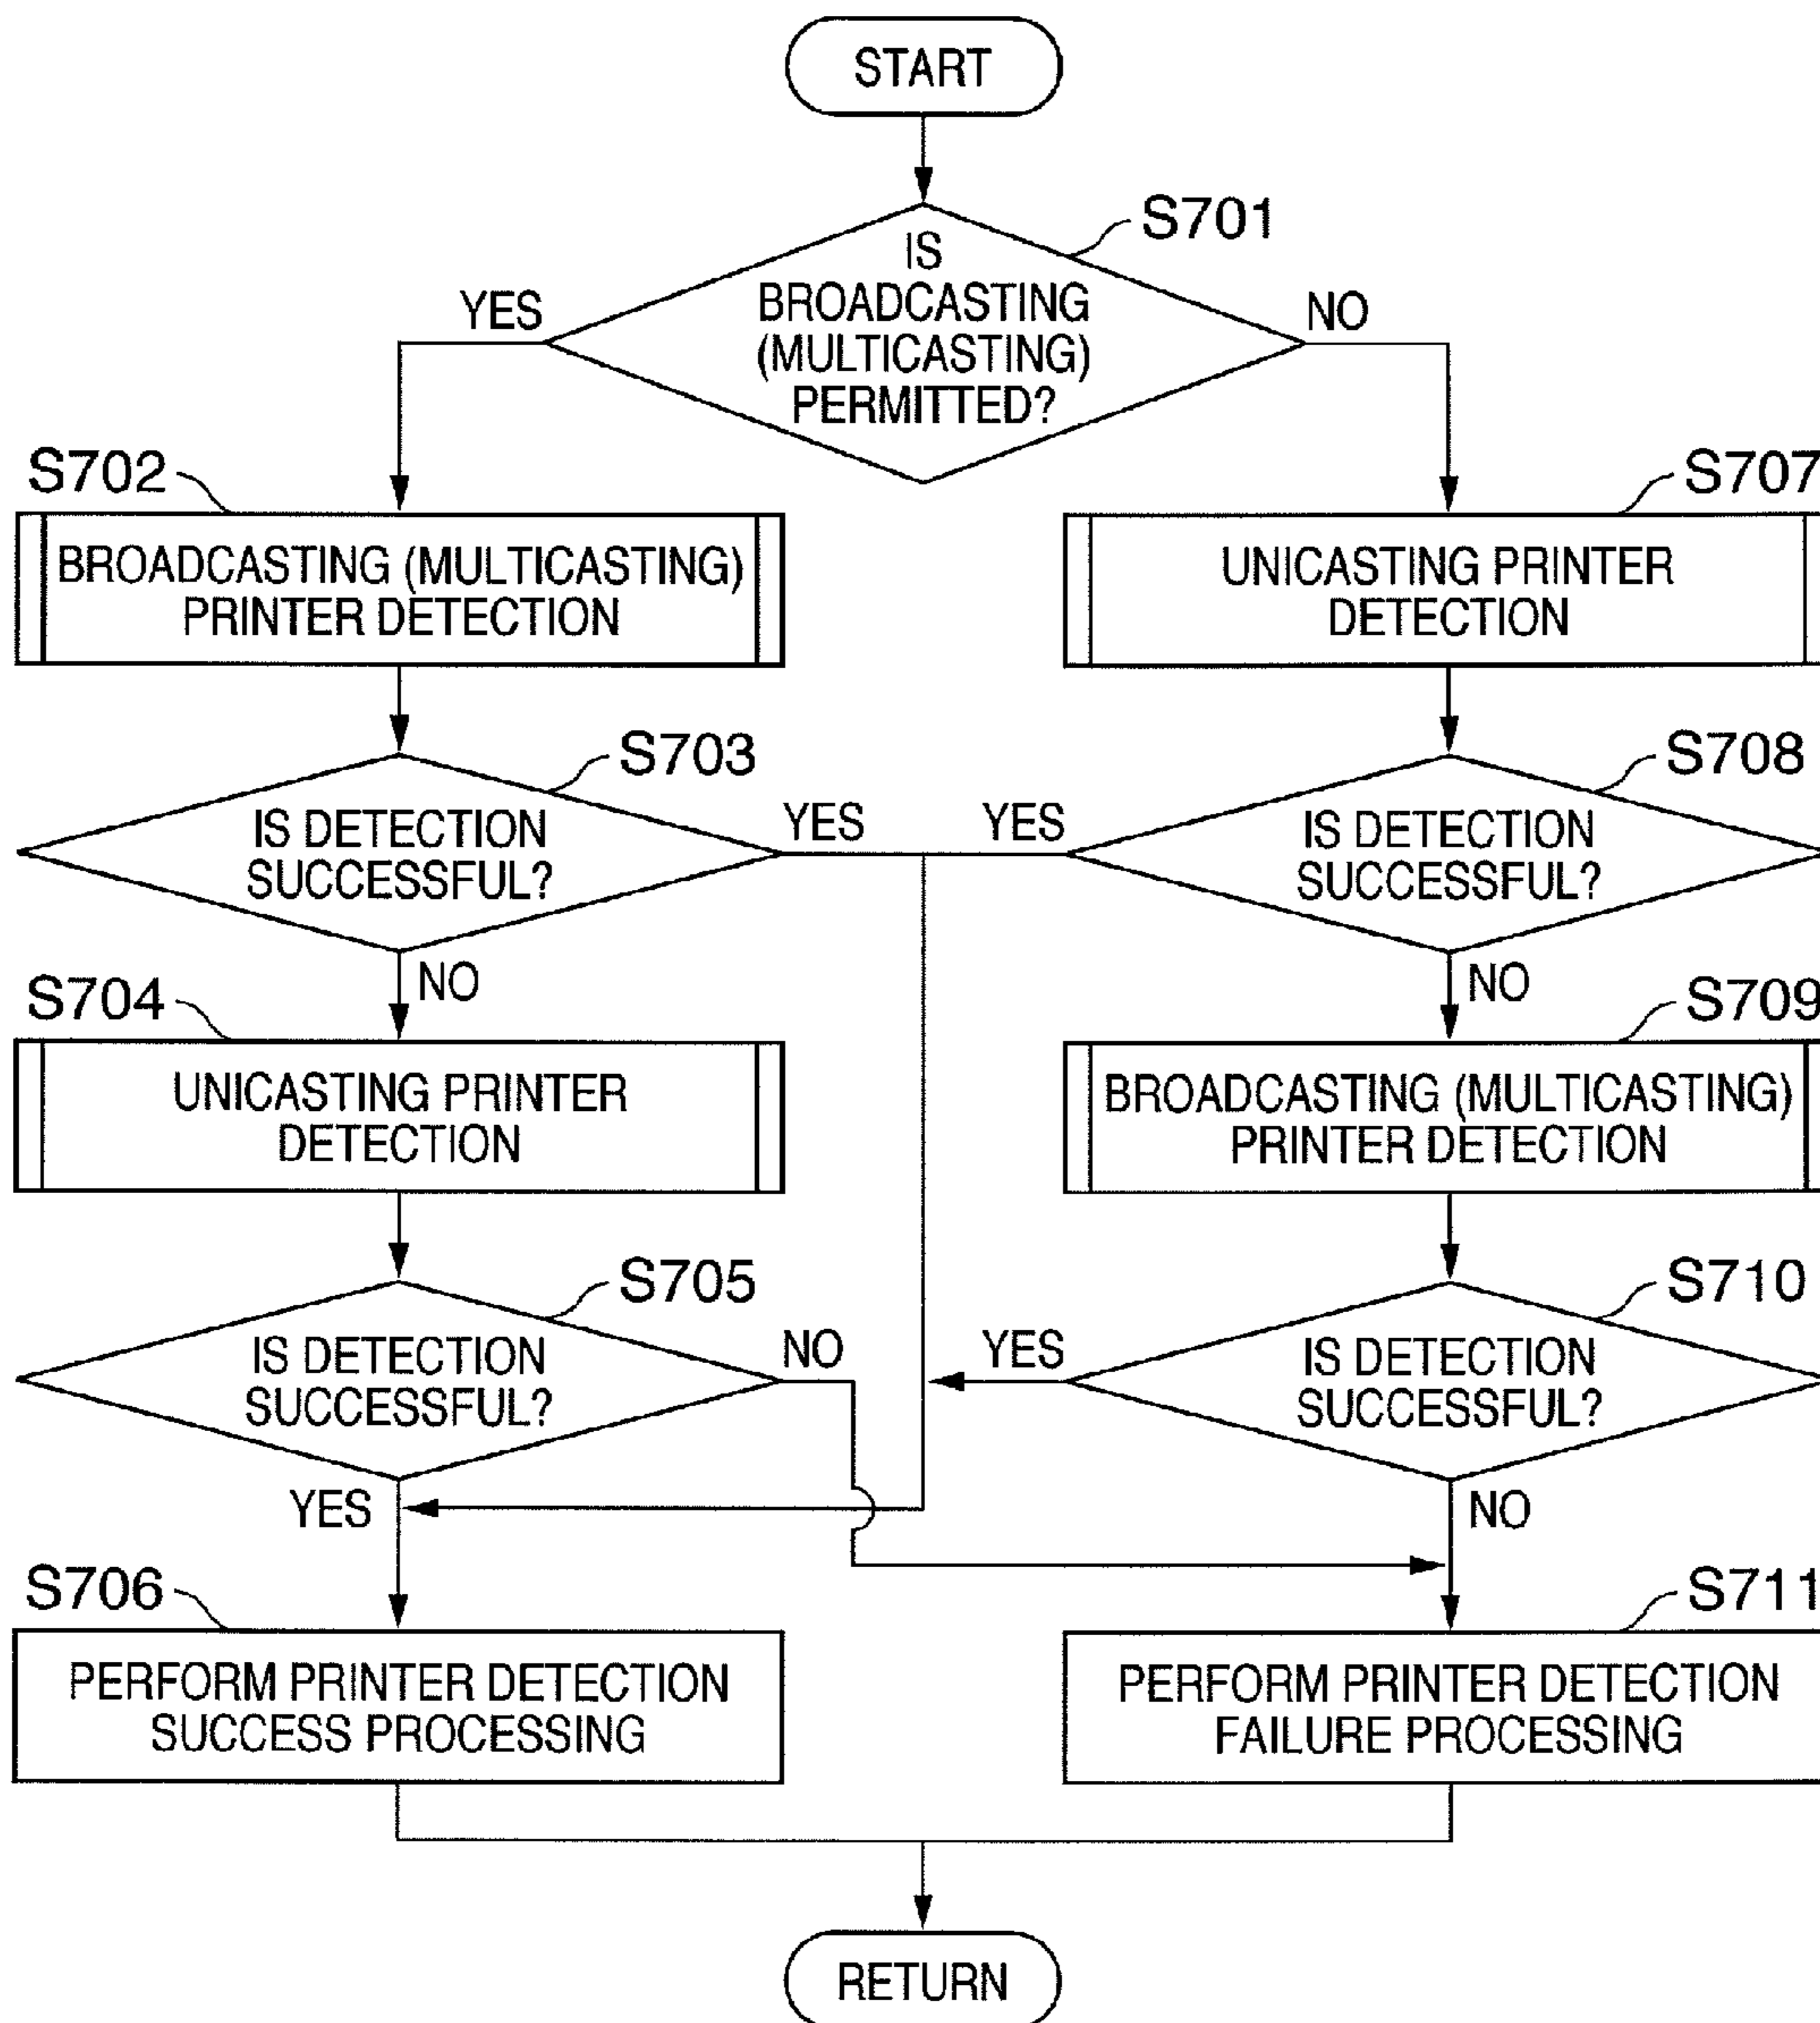 START
S701
IS
BROADCASTING
(MULTICASTING)
PERMITTED?
YES
NO
S702
BROADCASTING (MULTICASTING)
PRINTER DETECTION
S707
UNICASTING PRINTER
DETECTION
S703
IS DETECTION
SUCCESSFUL?
YES
NO
S708
IS DETECTION
SUCCESSFUL?
YES
NO
S704
UNICASTING PRINTER
DETECTION
S709
BROADCASTING (MULTICASTING)
PRINTER DETECTION
S705
IS DETECTION
SUCCESSFUL?
NO
YES
S710
IS DETECTION
SUCCESSFUL?
YES
NO
S706
PERFORM PRINTER DETECTION
SUCCESS PROCESSING
S711
PERFORM PRINTER DETECTION
FAILURE PROCESSING
RETURN